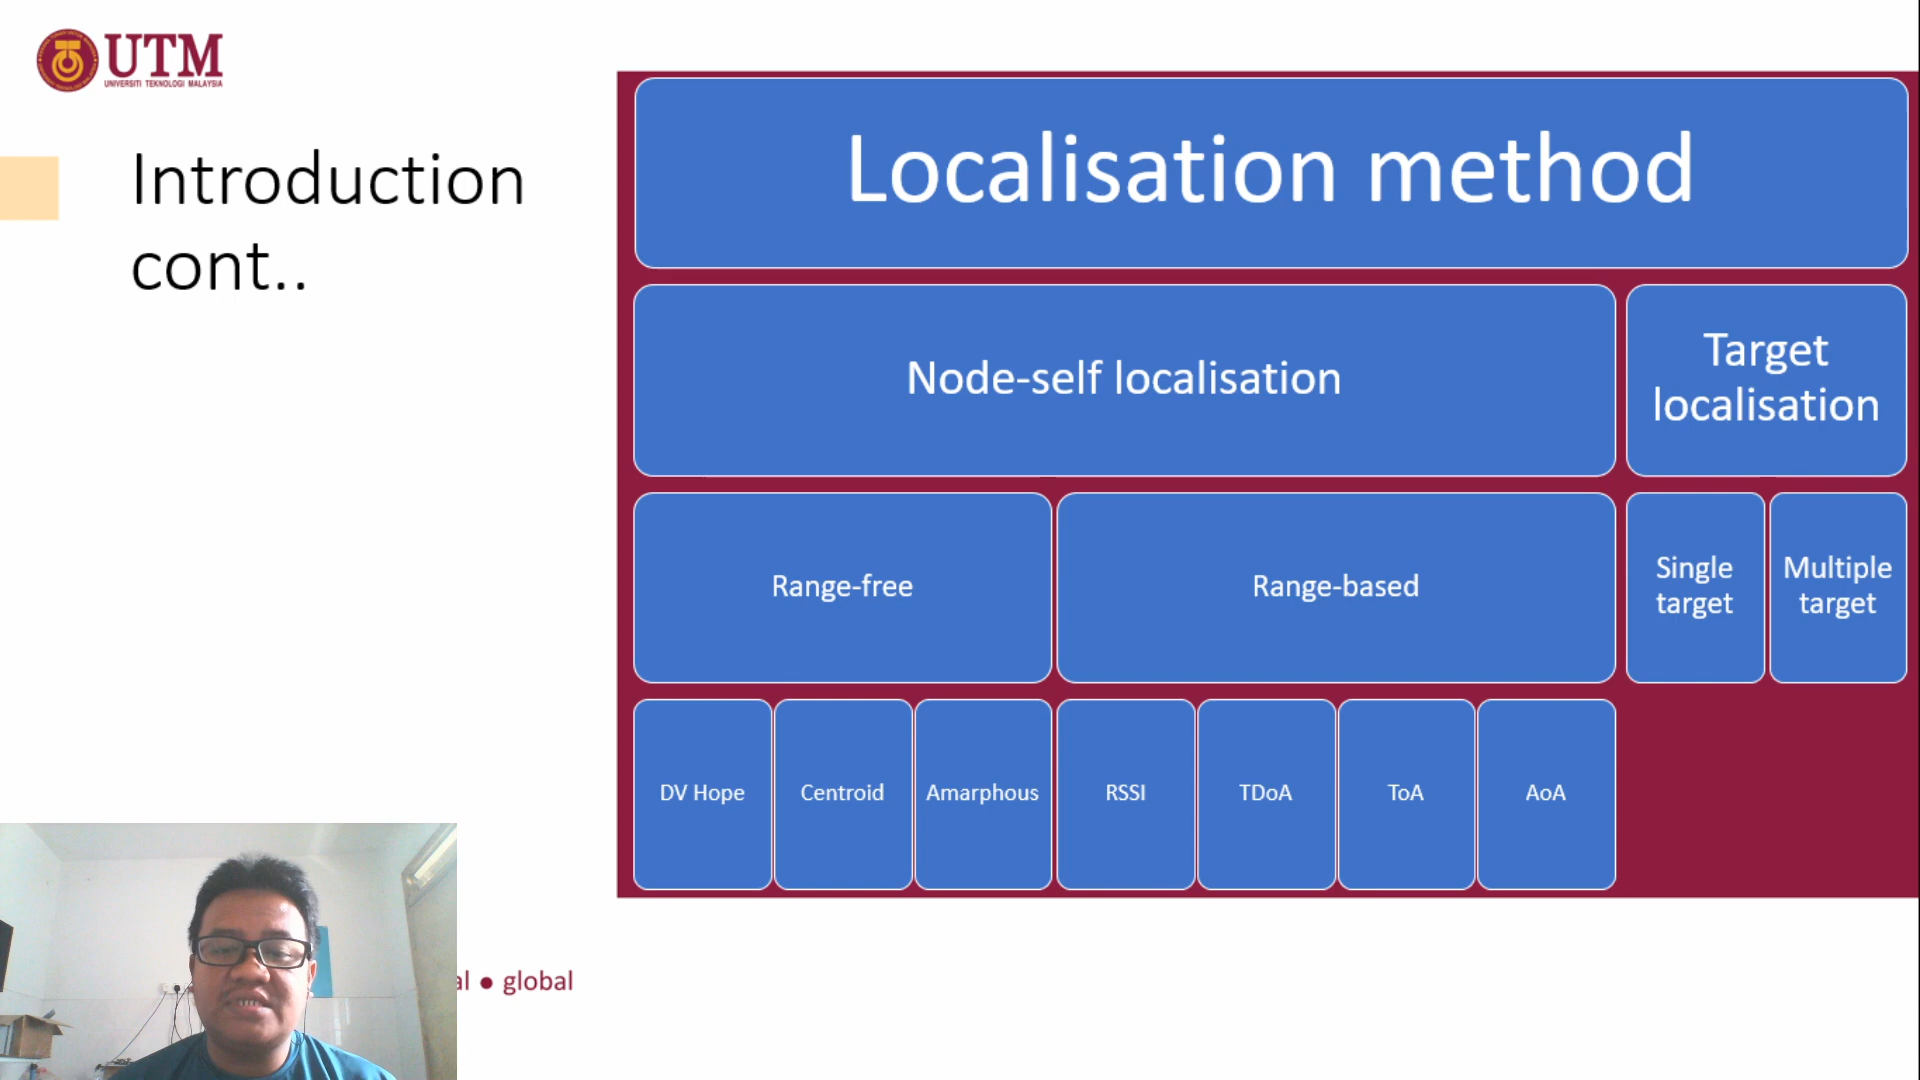 UTM
UNIVERSITI TEKNOLOGI MALAYSIA
Introduction
cont..
Localisation method
Node-self localisation
Target
localisation
Range-free
Range-based
Single
target
Multiple
target
DV Hope
Centroid
Amarphous
RSSI
TDoA
ToA
AoA
al ● global